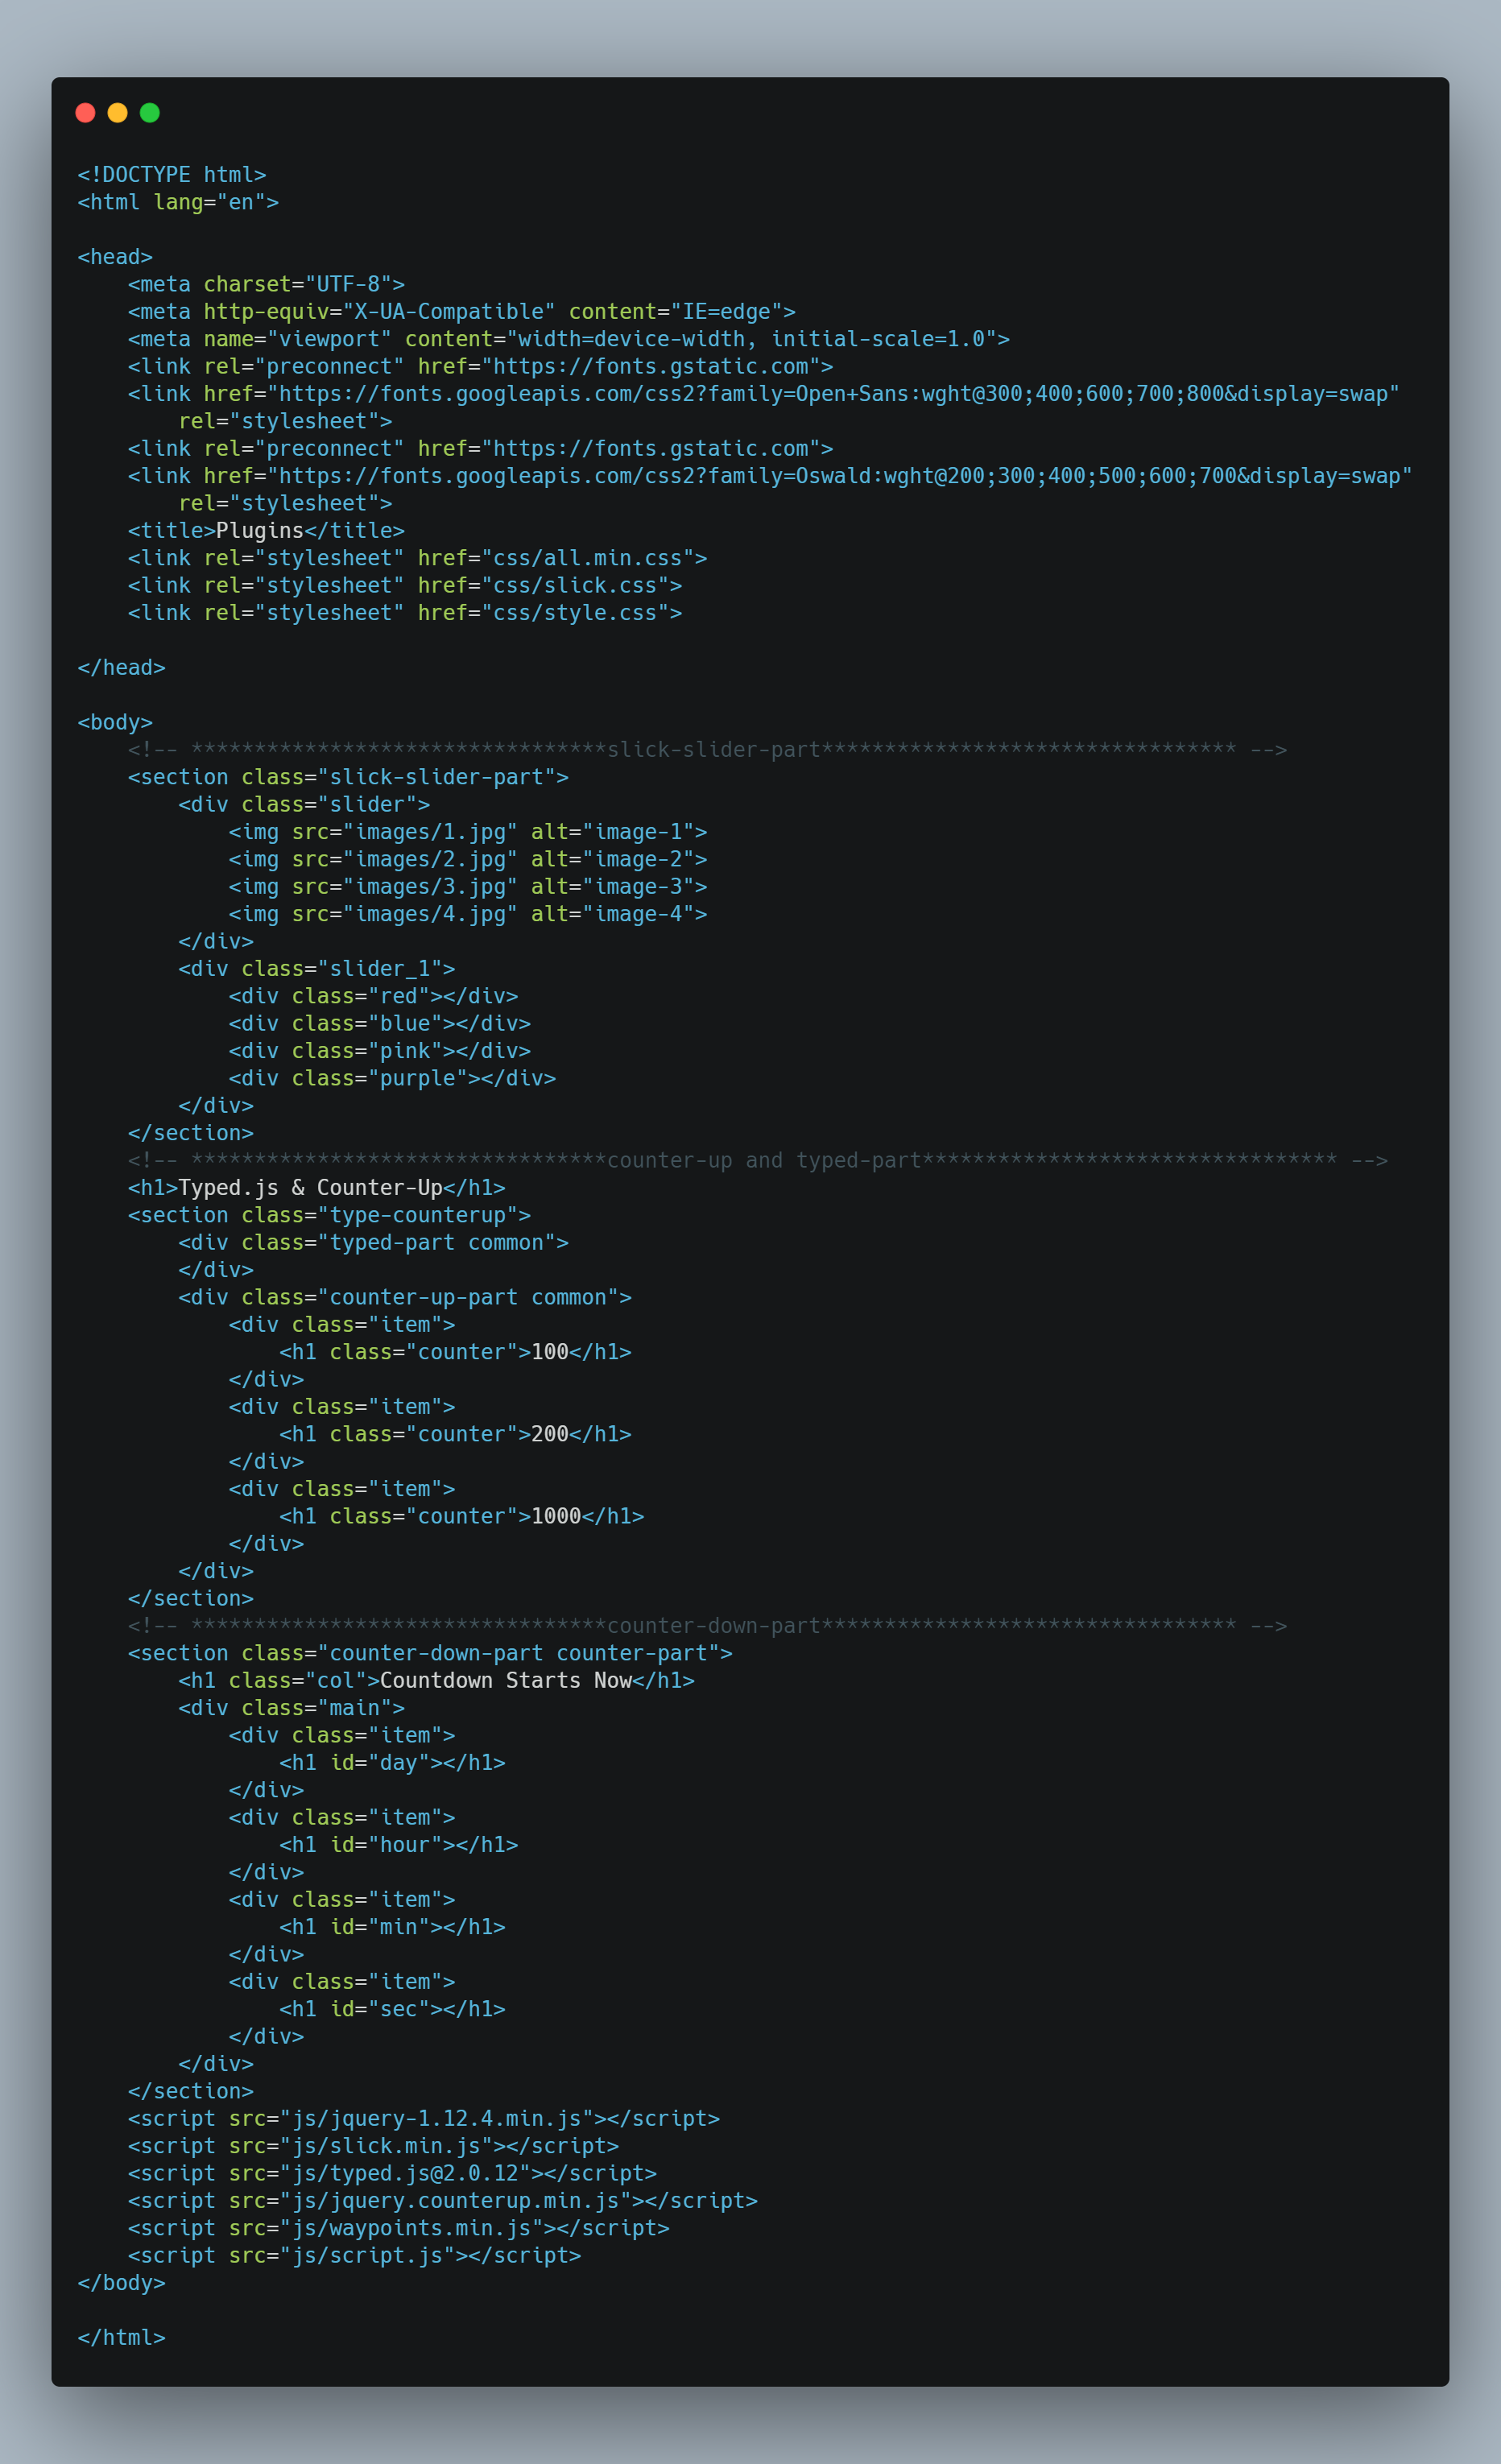 <!DOCTYPE html>
<html lang="en">

<head>
    <meta charset="UTF-8">
    <meta http-equiv="X-UA-Compatible" content="IE=edge">
    <meta name="viewport" content="width=device-width, initial-scale=1.0">
    <link rel="preconnect" href="https://fonts.gstatic.com">
    <link href="https://fonts.googleapis.com/css2?family=Open+Sans:wght@300;400;600;700;800&display=swap"
        rel="stylesheet">
    <link rel="preconnect" href="https://fonts.gstatic.com">
    <link href="https://fonts.googleapis.com/css2?family=Oswald:wght@200;300;400;500;600;700&display=swap"
        rel="stylesheet">
    <title>Plugins</title>
    <link rel="stylesheet" href="css/all.min.css">
    <link rel="stylesheet" href="css/slick.css">
    <link rel="stylesheet" href="css/style.css">

</head>

<body>
    <!-- *********************************slick-slider-part********************************* -->
    <section class="slick-slider-part">
        <div class="slider">
            <img src="images/1.jpg" alt="image-1">
            <img src="images/2.jpg" alt="image-2">
            <img src="images/3.jpg" alt="image-3">
            <img src="images/4.jpg" alt="image-4">
        </div>
        <div class="slider_1">
            <div class="red"></div>
            <div class="blue"></div>
            <div class="pink"></div>
            <div class="purple"></div>
        </div>
    </section>
    <!-- *********************************counter-up and typed-part********************************* -->
    <h1>Typed.js & Counter-Up</h1>
    <section class="type-counterup">
        <div class="typed-part common">
        </div>
        <div class="counter-up-part common">
            <div class="item">
                <h1 class="counter">100</h1>
            </div>
            <div class="item">
                <h1 class="counter">200</h1>
            </div>
            <div class="item">
                <h1 class="counter">1000</h1>
            </div>
        </div>
    </section>
    <!-- *********************************counter-down-part********************************* -->
    <section class="counter-down-part counter-part">
        <h1 class="col">Countdown Starts Now</h1>
        <div class="main">
            <div class="item">
                <h1 id="day"></h1>
            </div>
            <div class="item">
                <h1 id="hour"></h1>
            </div>
            <div class="item">
                <h1 id="min"></h1>
            </div>
            <div class="item">
                <h1 id="sec"></h1>
            </div>
        </div>
    </section>
    <script src="js/jquery-1.12.4.min.js"></script>
    <script src="js/slick.min.js"></script>
    <script src="js/typed.js@2.0.12"></script>
    <script src="js/jquery.counterup.min.js"></script>
    <script src="js/waypoints.min.js"></script>
    <script src="js/script.js"></script>
</body>

</html>